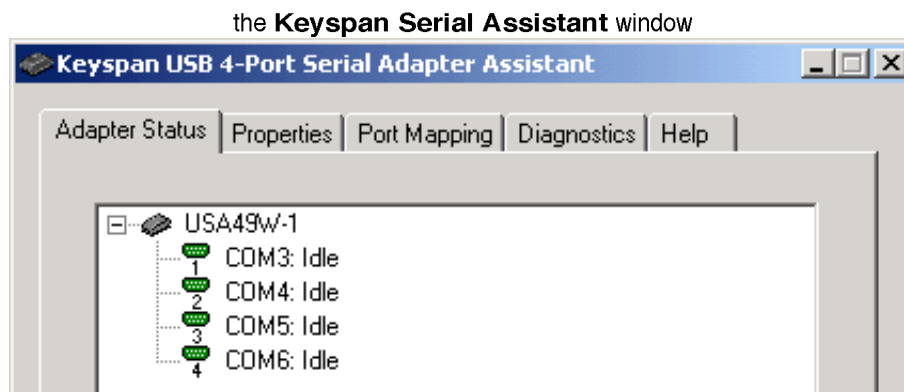 the Keyspan Serial Assistant window
Keyspan USB 4-Port Serial Adapter Assistant
Adapter Status Properties Port Mapping Diagnostics Help
USA49W-1
1 COM3: Idle
2 COM4: Idle
3 COM5: Idle
4 COM6: Idle